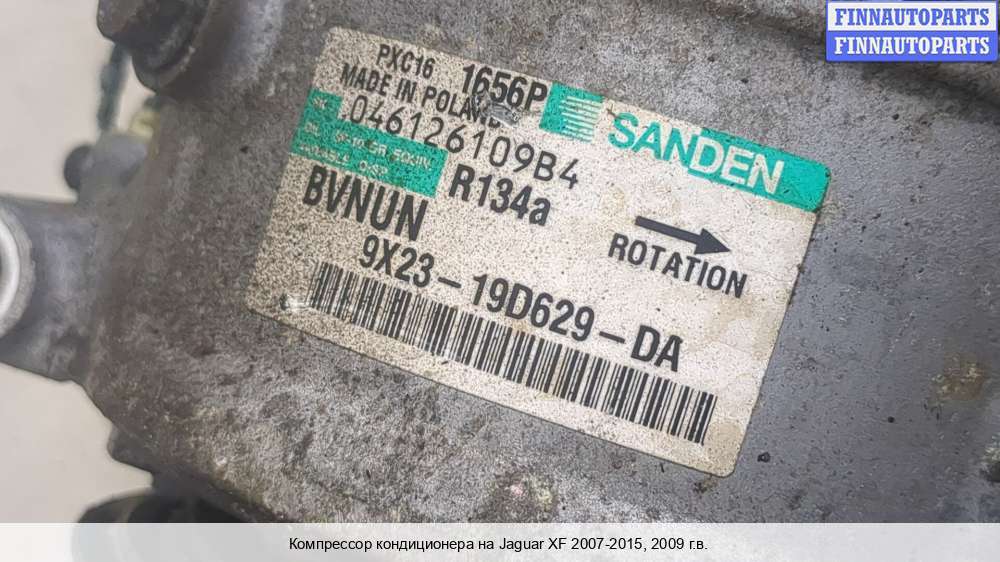 FINNAUTOPARTS
FINNAUTOPARTS
PXC16 1656P
MADE IN POLAND
SANDEN
.046126109B4
R134a
BVNUN
ROTATION
9X23-19D629-DA
Компрессор кондиционера на Jaguar XF 2007-2015, 2009 г.в.